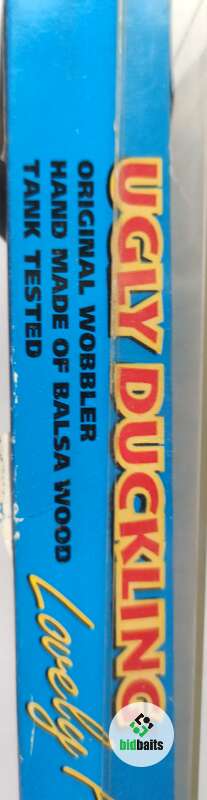 UGLY DUCKLING
ORIGINAL WOBBLER
HAND MADE OF BALSA WOOD
TANK TESTED
Lovely
bidbaits